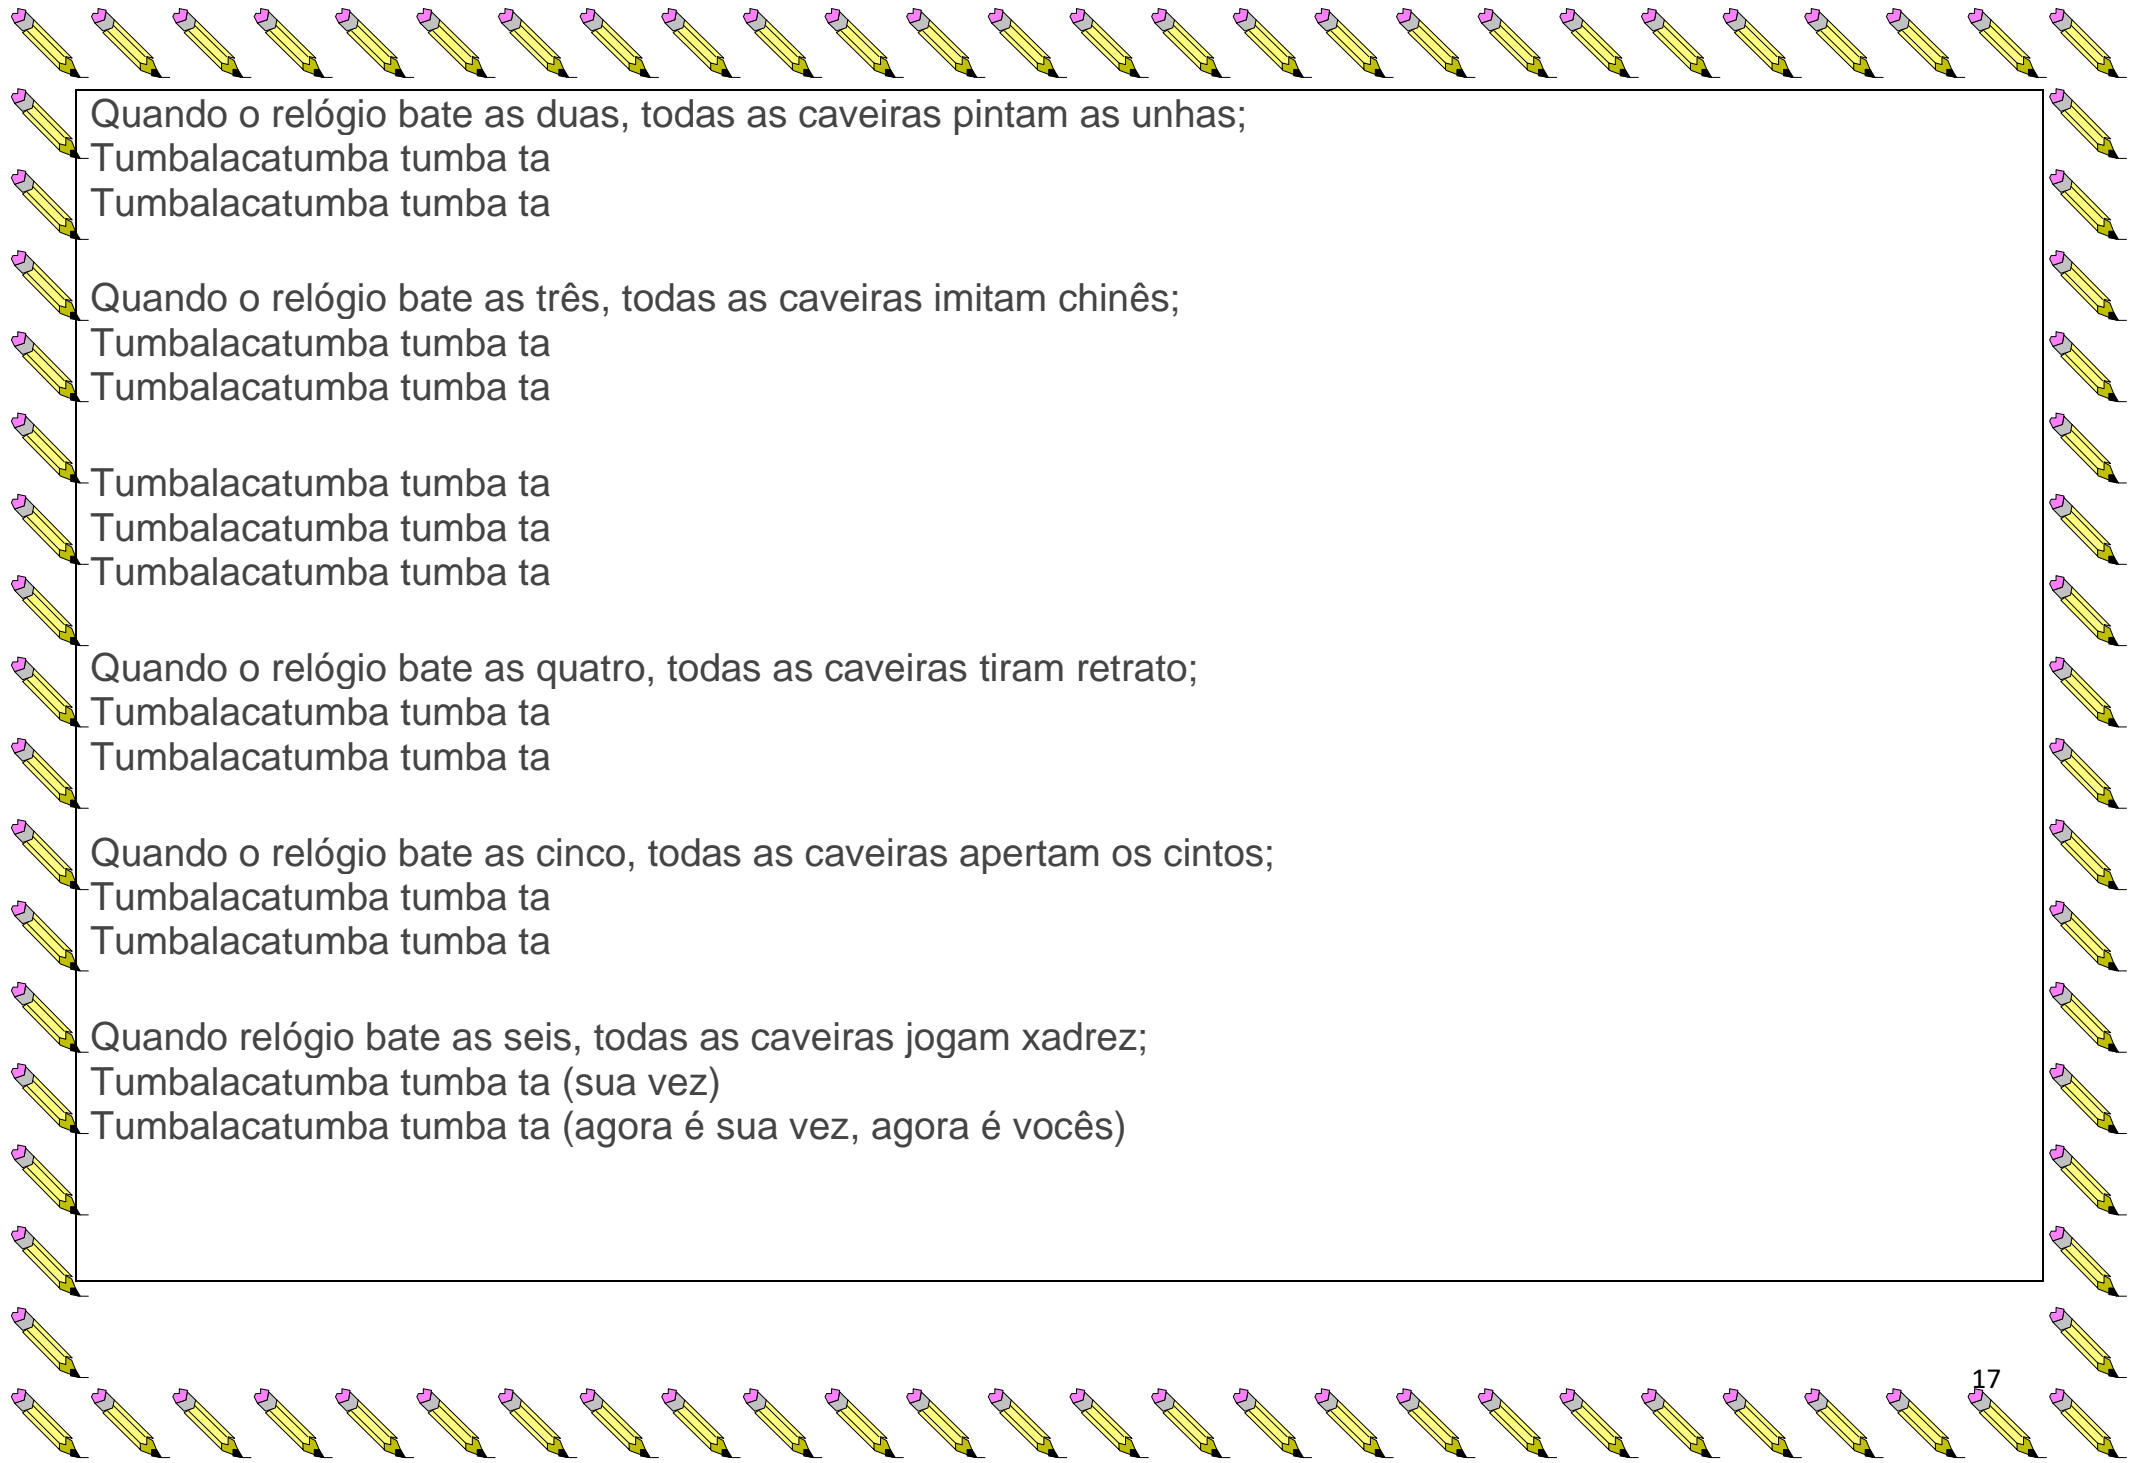 Quando o relógio bate as duas, todas as caveiras pintam as unhas;
Tumbalacatumba tumba ta
Tumbalacatumba tumba ta
Quando o relógio bate as três, todas as caveiras imitam chinês;
Tumbalacatumba tumba ta
Tumbalacatumba tumba ta
Tumbalacatumba tumba ta
Tumbalacatumba tumba ta
Tumbalacatumba tumba ta
Quando o relógio bate as quatro, todas as caveiras tiram retrato;
Tumbalacatumba tumba ta
Tumbalacatumba tumba ta
Quando o relógio bate as cinco, todas as caveiras apertam os cintos;
Tumbalacatumba tumba ta
Tumbalacatumba tumba ta
Quando relógio bate as seis, todas as caveiras jogam xadrez;
Tumbalacatumba tumba ta (sua vez)
Tumbalacatumba tumba ta (agora é sua vez, agora é vocês)
17